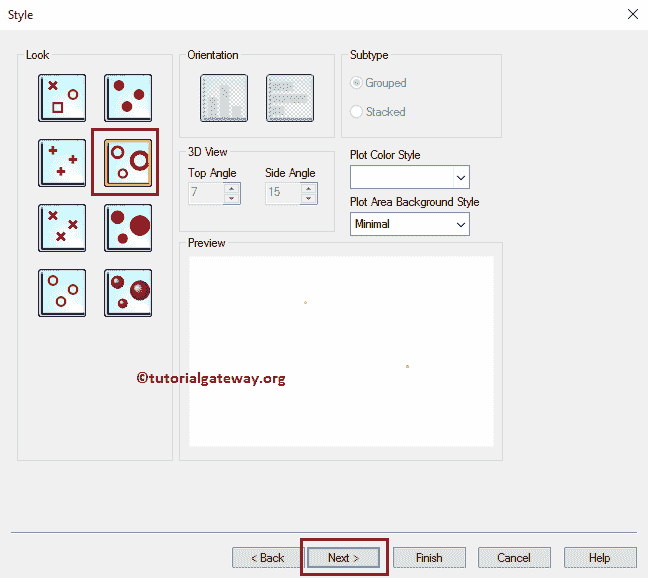 Style
Look
Orientation
Subtype
Grouped
Stacked
3D View
Top Angle
Side Angle
7
15
Plot Color Style
Plot Area Background Style
Minimal
Preview
©tutorialgateway.org
< Back
Next >
Finish
Cancel
Help